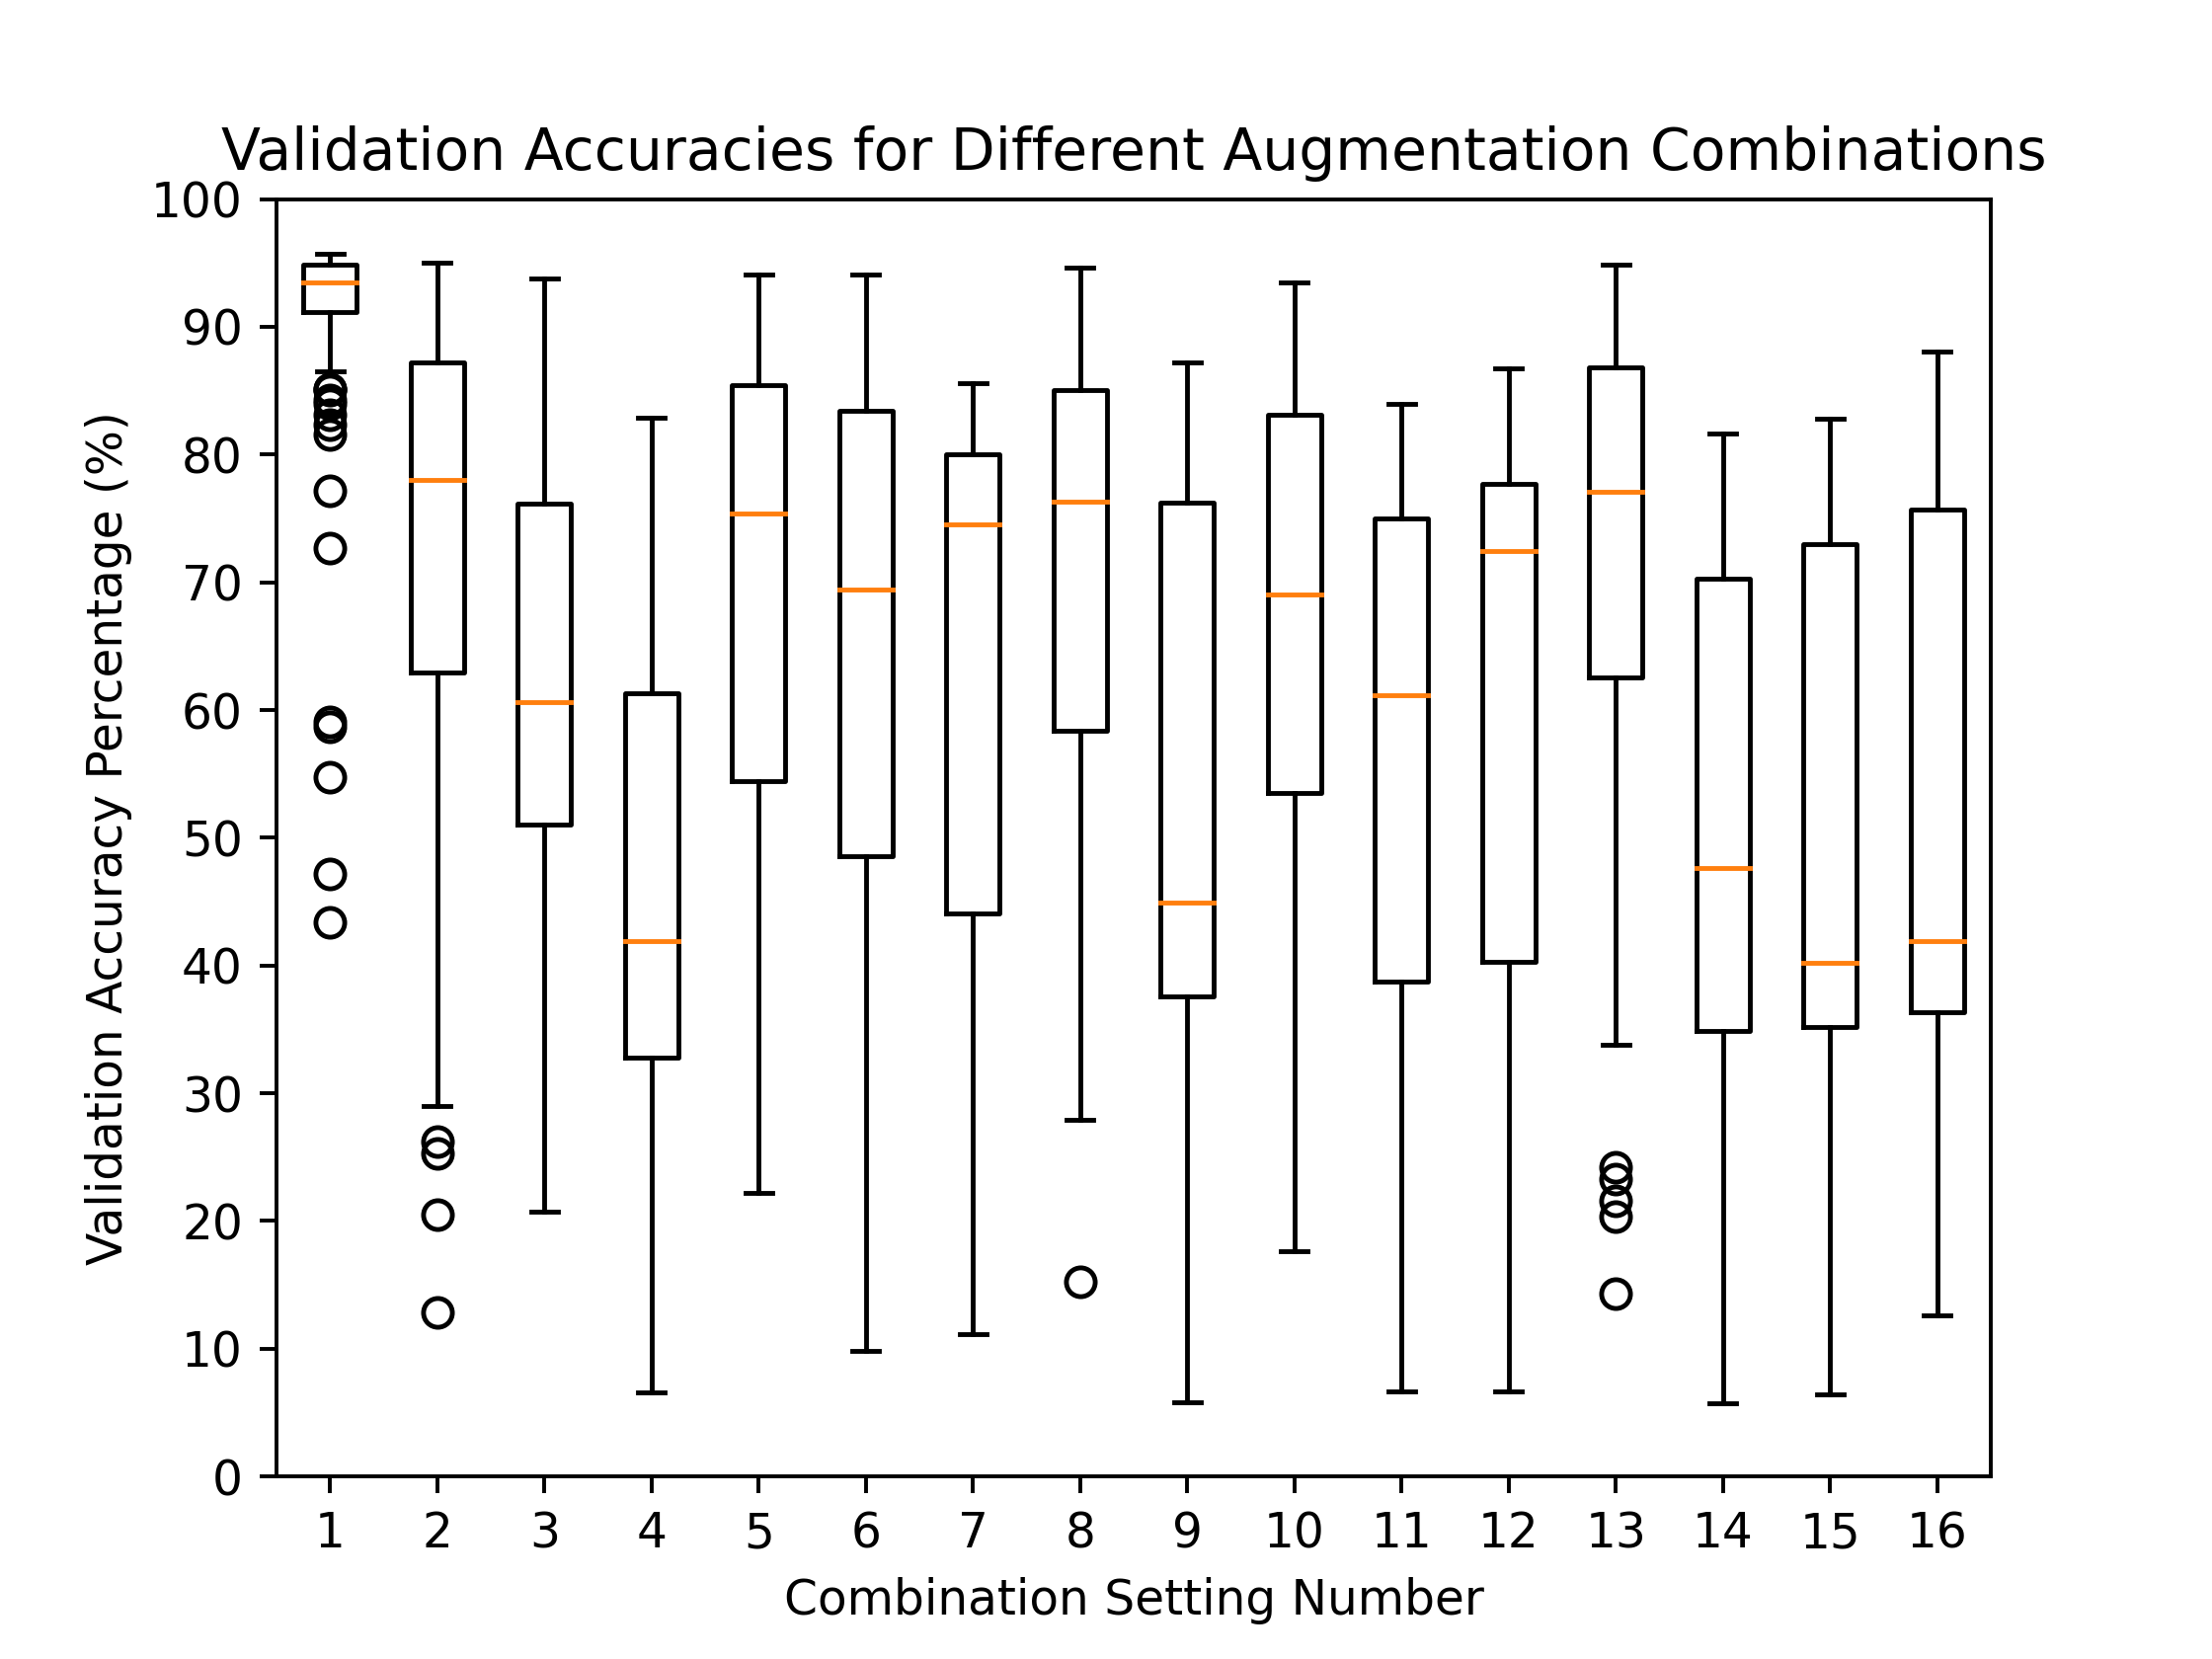 Validation Accuracies for Different Augmentation Combinations
100
90
80
70
60
50
40
30
20
10
0
Validation Accuracy Percentage (%)
1 2 3 4 5 6 7 8 9 10 11 12 13 14 15 16
Combination Setting Number